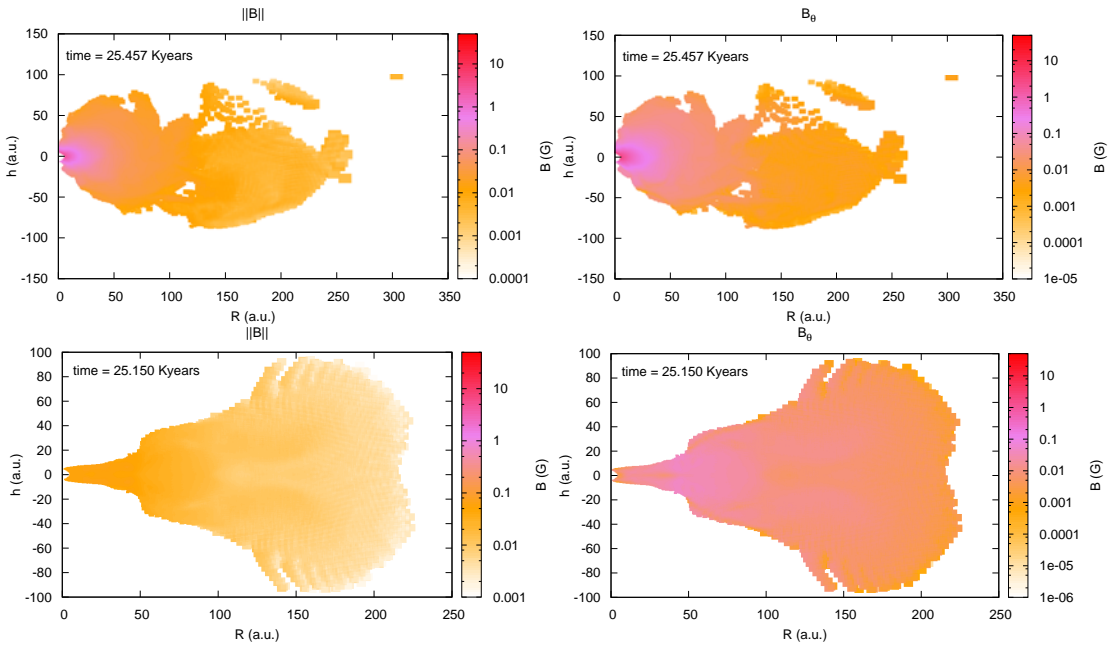 ||B||
time = 25.457 Kyears
150
100
50
0
-50
-100
-150
h (a.u.)
0 50 100 150 200 250 300 350
R (a.u.)
10
1
0.1
0.01
0.001
0.0001
B (G)
Bθ
time = 25.457 Kyears
150
100
50
0
-50
-100
-150
h (a.u.)
0 50 100 150 200 250 300 350
R (a.u.)
10
1
0.1
0.01
0.001
0.0001
1e-05
B (G)
||B||
time = 25.150 Kyears
100
80
60
40
20
0
-20
-40
-60
-80
-100
h (a.u.)
0 50 100 150 200 250
R (a.u.)
10
1
0.1
0.01
0.001
B (G)
Bθ
time = 25.150 Kyears
100
80
60
40
20
0
-20
-40
-60
-80
-100
h (a.u.)
0 50 100 150 200 250
R (a.u.)
10
1
0.1
0.01
0.001
0.0001
1e-05
1e-06
B (G)